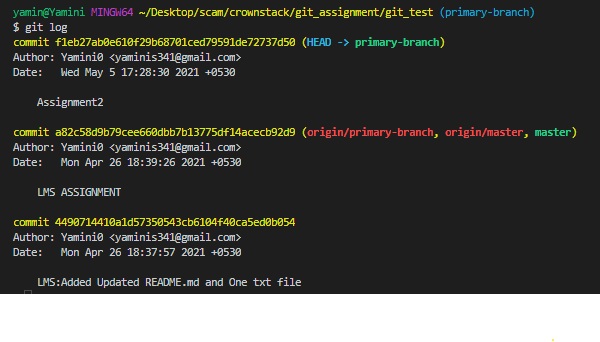 yamin@Yamini MINGW64 ~/Desktop/scam/crownstack/git_assignment/git_test (primary-branch)
$ git log
commit f1eb27ab0e610f29b68701ced79591de72737d50 (HEAD -> primary-branch)
Author: Yamini0 <yaminis341@gmail.com>
Date:   Wed May 5 17:28:30 2021 +0530
    Assignment2
commit a82c58d9b79cee660dbb7b13775df14acecb92d9 (origin/primary-branch, origin/master, master)
Author: Yamini0 <yaminis341@gmail.com>
Date:   Mon Apr 26 18:39:26 2021 +0530
    LMS ASSIGNMENT
commit 4490714410a1d57350543cb6104f40ca5ed0b054
Author: Yamini0 <yaminis341@gmail.com>
Date:   Mon Apr 26 18:37:57 2021 +0530
    LMS:Added Updated README.md and One txt file